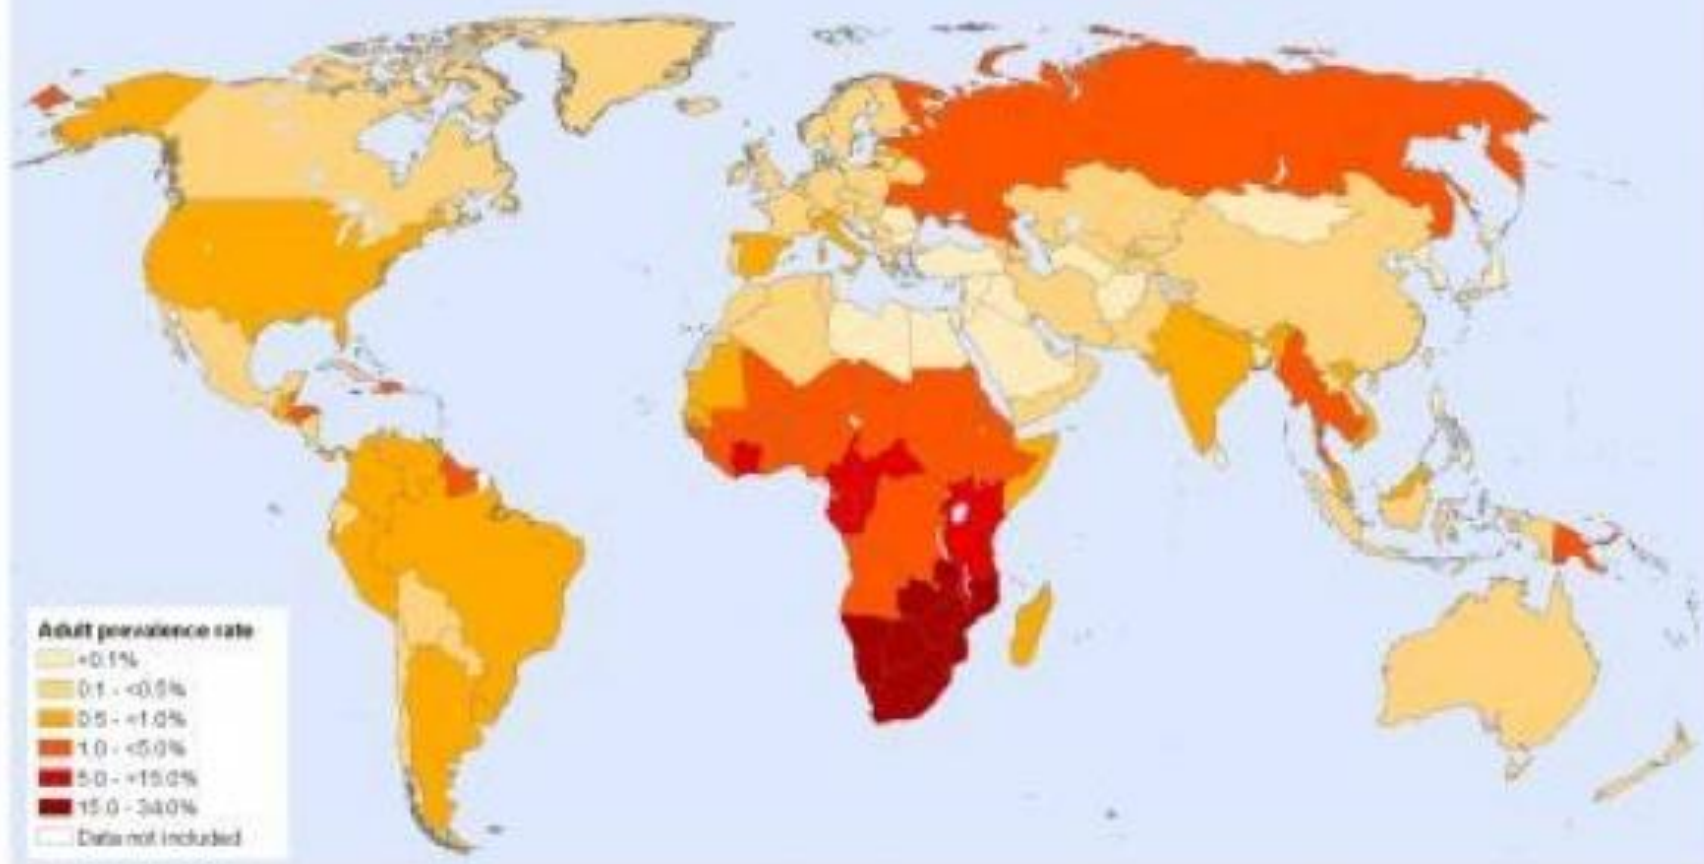 Adult prevalence rate
<0.1%
0.1 - <0.5%
0.5 - <1.0%
1.0 - <5.0%
5.0 - <15.0%
15.0 - 34.0%
Data not included